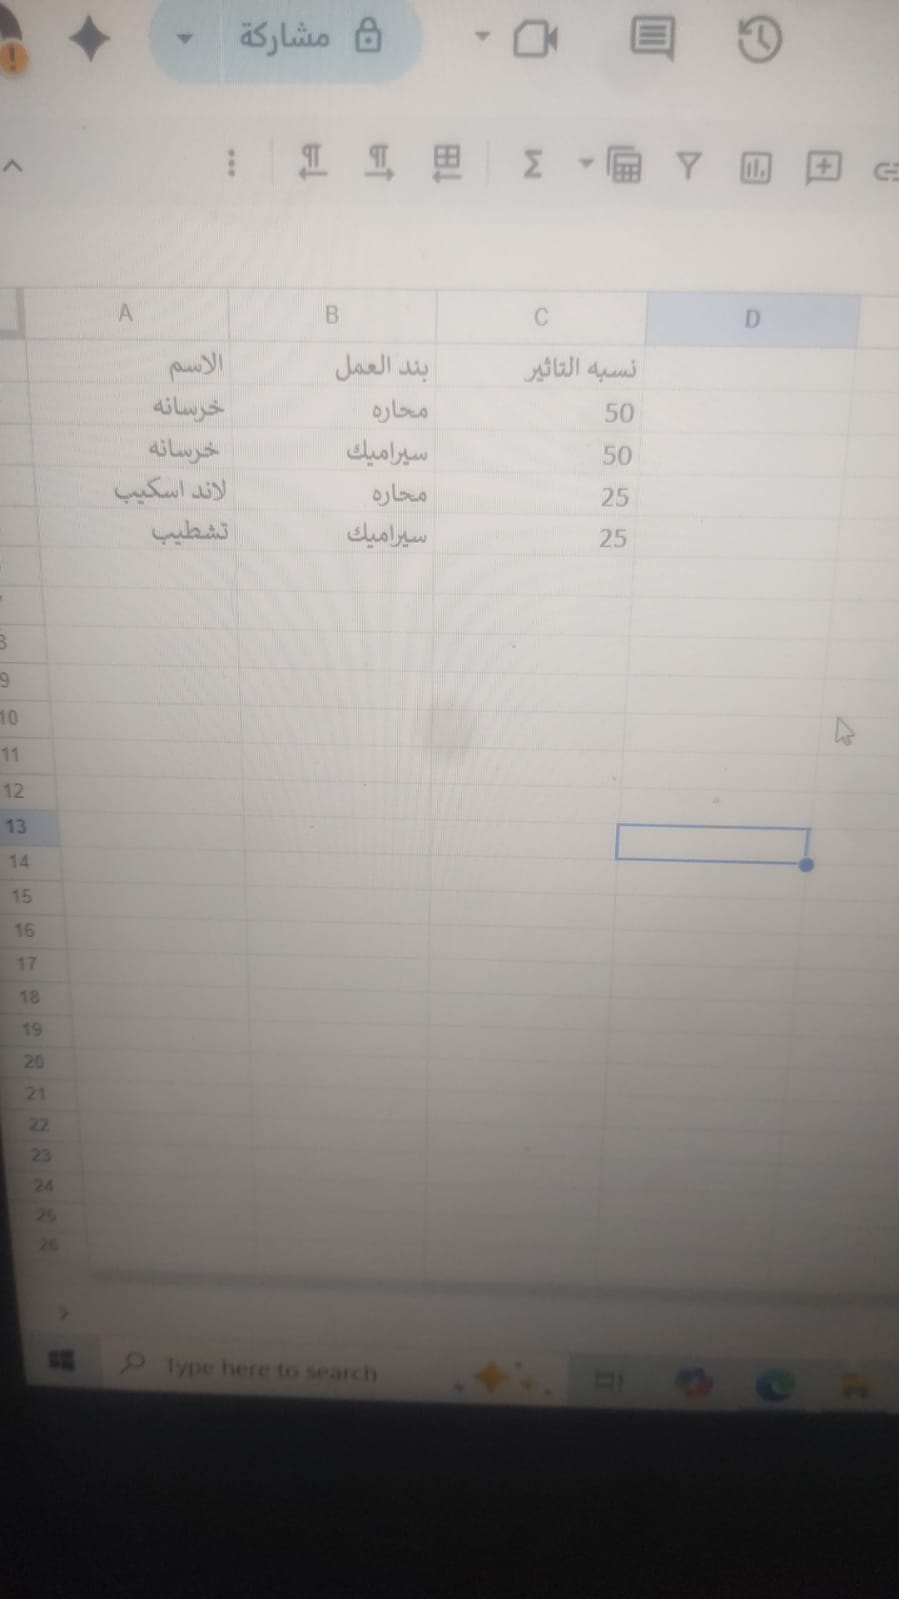 مشاركة
A B C D
الاسم بند العمل نسبه التاثير
خرسانه محاره 50
خرسانه سيراميك 50
لاند اسكيب محاره 25
تشطيب سيراميك 25
9
10
11
12
13
14
15
16
17
18
19
20
21
22
23
24
25
26
Type here to search